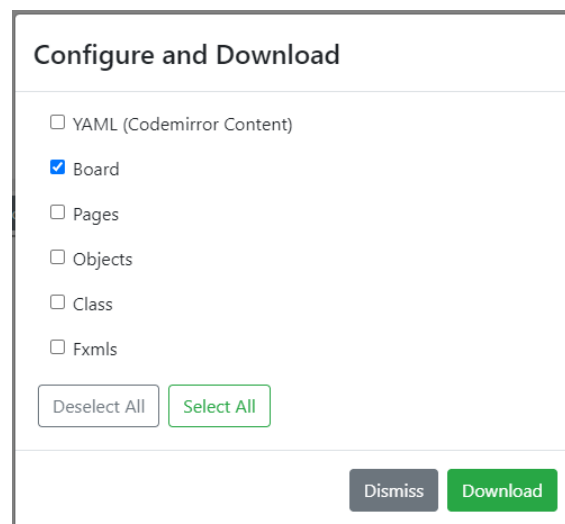 Configure and Download
YAML (Codemirror Content)
Board
Pages
Objects
Class
Fxmls
Deselect All Select All
Dismiss Download